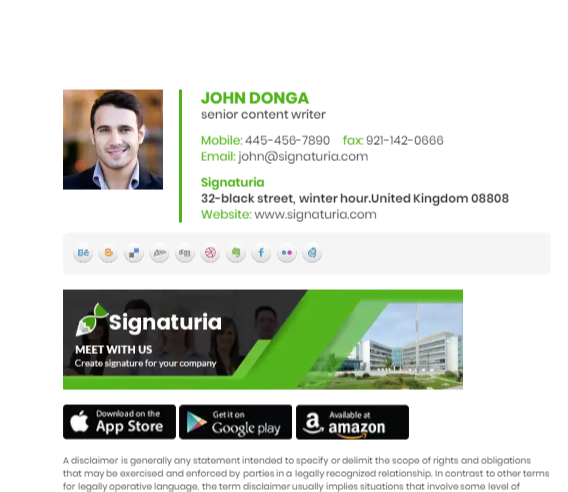 JOHN DONGA
senior content writer
Mobile: 445-456-7890 fax: 921-142-0666
Email: john@signaturia.com
Signaturia
32-black street, winter hour.United Kingdom 08808
Website: www.signaturia.com
Bē
digg
f
Signaturia
MEET WITH US
Create signature for your company
Download on the
App Store
Get it on
Google play
a
Available at
amazon
A disclaimer is generally any statement intended to specify or delimit the scope of rights and obligations
that may be exercised and enforced by parties in a legally recognized relationship. In contrast to other terms
for legally operative language, the term disclaimer usually implies situations that involve some level of